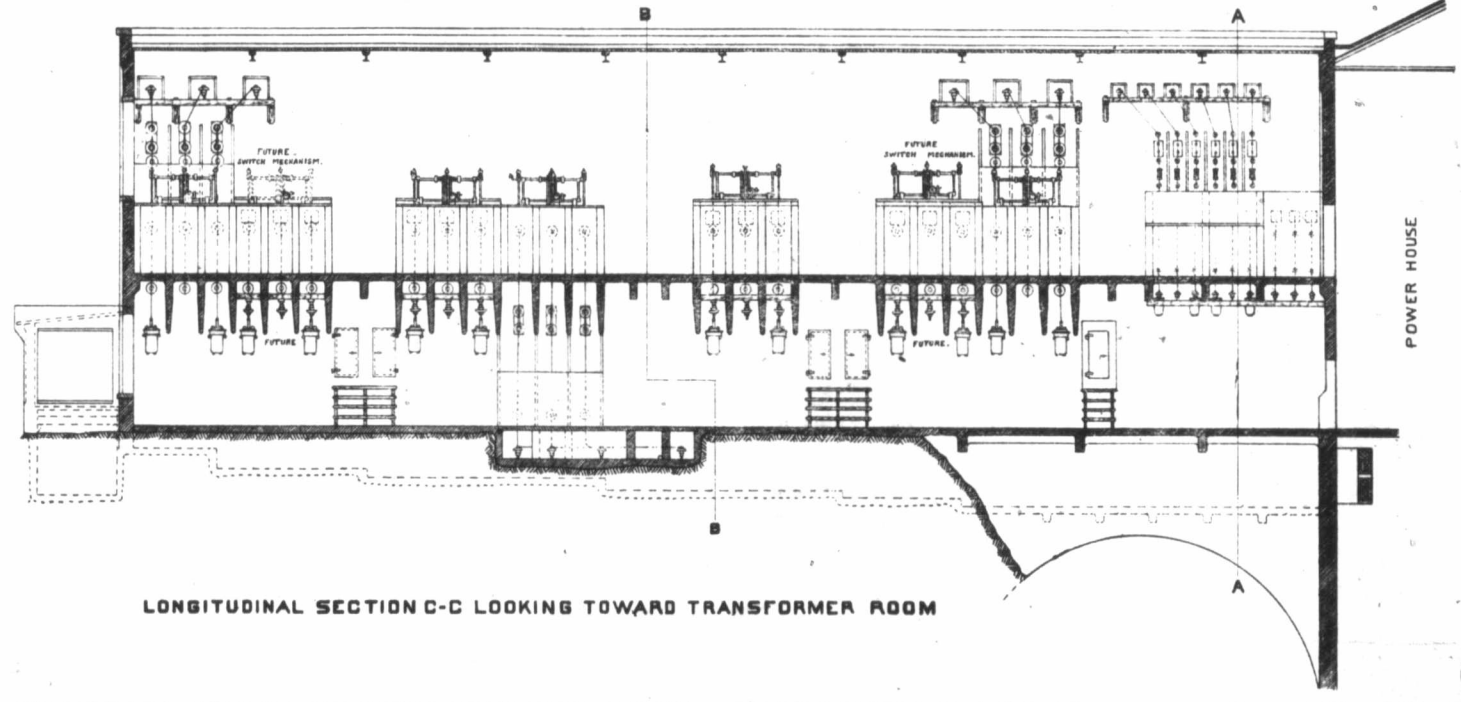 B
A
FUTURE.
SWITCH MECHANISM.
FUTURE
SWITCH MECHANISM.
POWER HOUSE
FUTURE
FUTURE.
B
A
LONGITUDINAL SECTION C-C LOOKING TOWARD TRANSFORMER ROOM